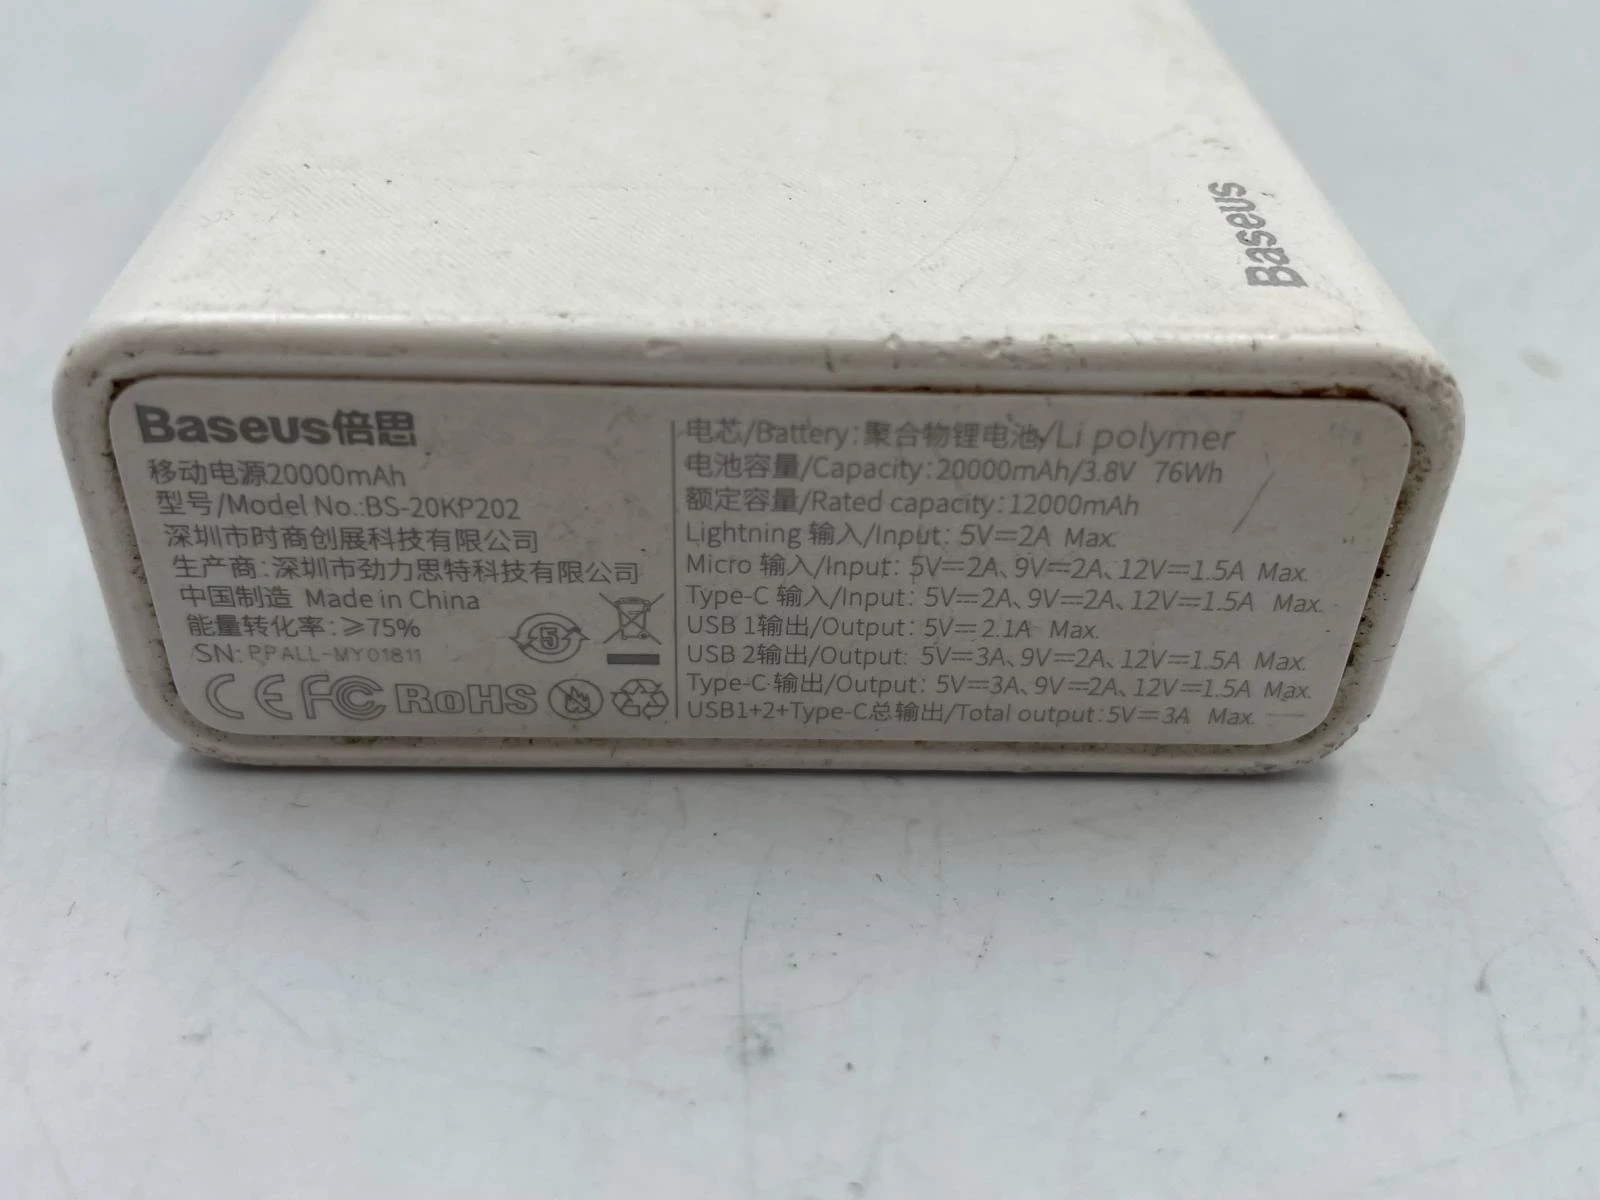 Baseus
Baseus倍思
移动电源20000mAh
型号/Model No.:BS-20KP202
深圳市时商创展科技有限公司
生产商:深圳市劲力思特科技有限公司
中国制造 Made in China
能量转化率:≥75%
SN: PPALL-MY01811
5
CE FC RoHS
电芯/Battery:聚合物锂电池/Li polymer
电池容量/Capacity:20000mAh/3.8V 76Wh
额定容量/Rated capacity:12000mAh
Lightning 输入/Input: 5V⎓2A Max.
Micro 输入/Input: 5V⎓2A、9V⎓2A、12V⎓1.5A Max.
Type-C 输入/Input: 5V⎓2A、9V⎓2A、12V⎓1.5A Max.
USB 1输出/Output: 5V⎓2.1A Max.
USB 2输出/Output: 5V⎓3A、9V⎓2A、12V⎓1.5A Max.
Type-C 输出/Output: 5V⎓3A、9V⎓2A、12V⎓1.5A Max.
USB1+2+Type-C总输出/Total output:5V⎓3A Max.